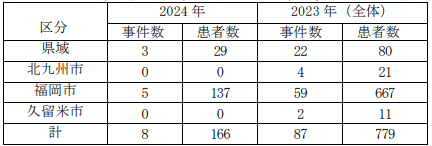 区分 2024 年 2023 年（全体）
事件数 患者数 事件数 患者数
県域 3 29 22 80
北九州市 0 0 4 21
福岡市 5 137 59 667
久留米市 0 0 2 11
計 8 166 87 779